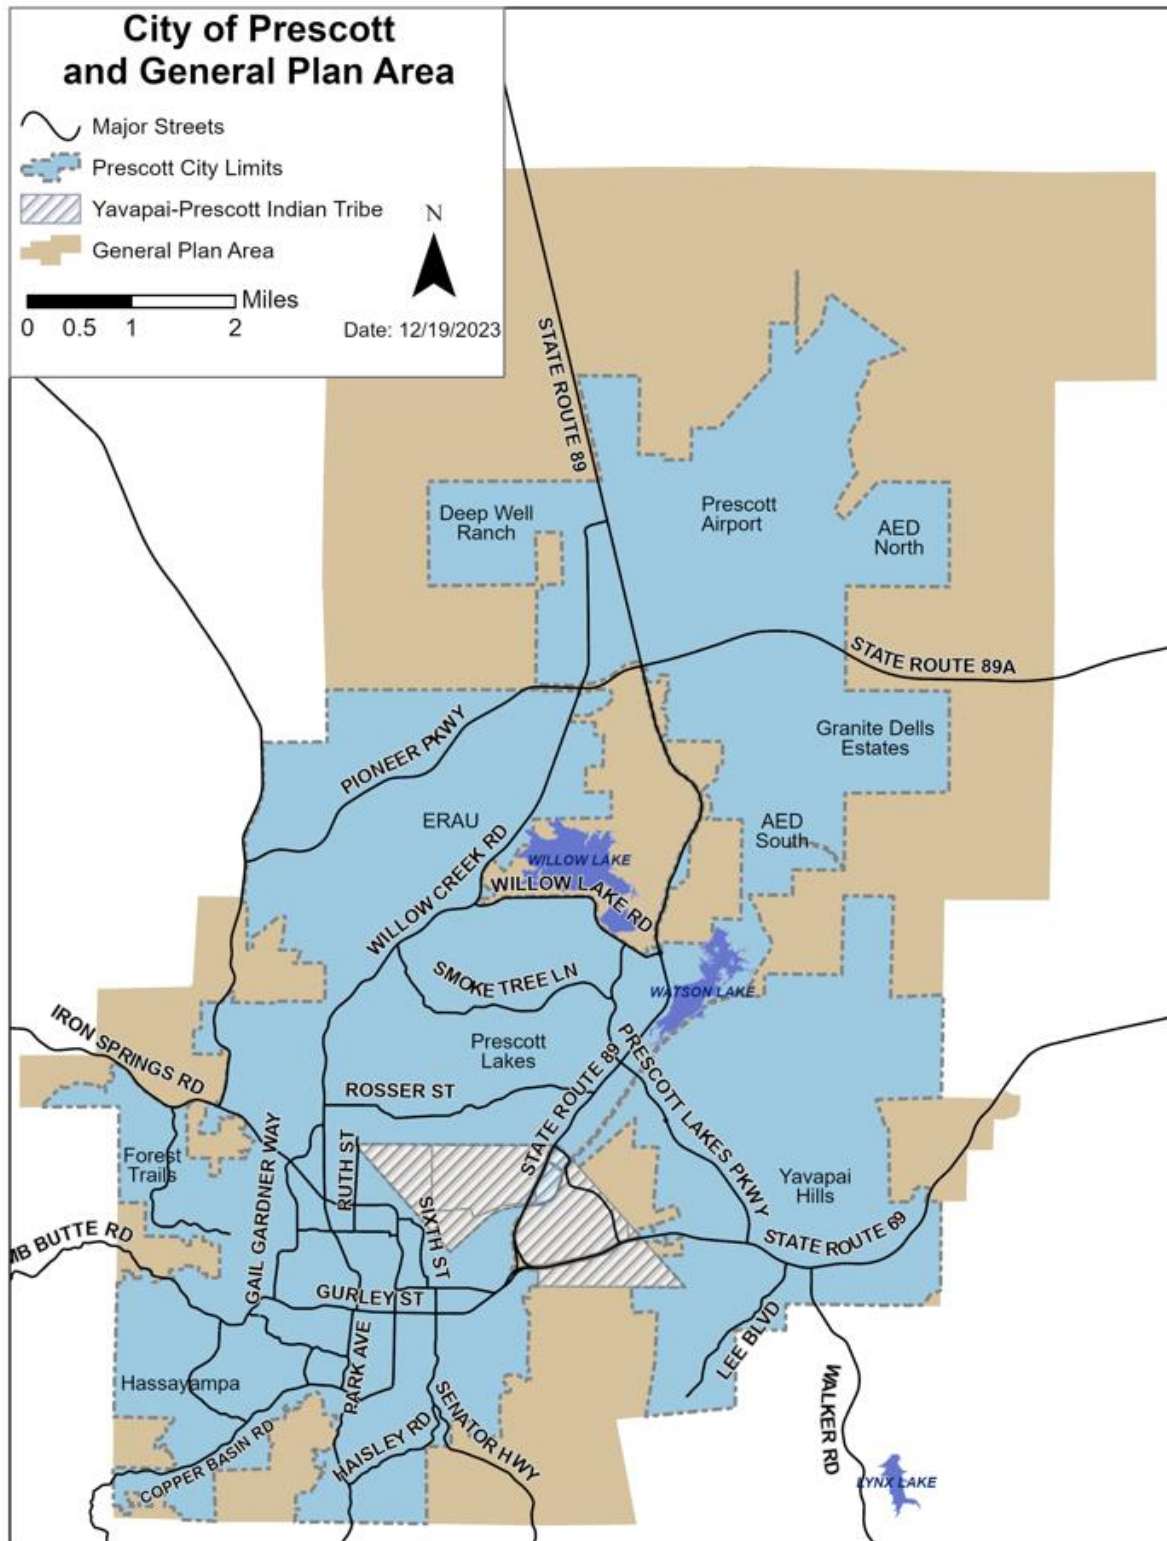 City of Prescott
and General Plan Area
Major Streets
Prescott City Limits
Yavapai-Prescott Indian Tribe
N
General Plan Area
Miles
0 0.5 1 2
Date: 12/19/2023
STATE ROUTE 89
Deep Well
Ranch
Prescott
Airport
AED
North
STATE ROUTE 89A
PIONEER PKWY
Granite Dells
Estates
ERAU
AED
South
WILLOW CREEK RD
WILLOW LAKE
WILLOW LAKE RD
SMOKE TREE LN
WATSON LAKE
IRON SPRINGS RD
Prescott
Lakes
STATE ROUTE 89
PRESCOTT LAKES PKWY
ROSSER ST
Forest
Trails
GAIL GARDNER WAY
RUTH ST
SIXTH ST
Yavapai
Hills
STATE ROUTE 69
MB BUTTE RD
GURLEY ST
PARK AVE
LEE BLVD
Hassayampa
WALKER RD
COPPER BASIN RD
HAISLEY RD
SENATOR HWY
LYNX LAKE